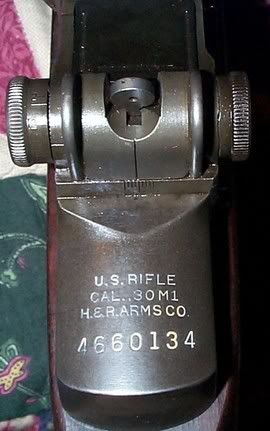 U.S. RIFLE
CAL..30 M1
H.&R. ARMS CO.
4660134